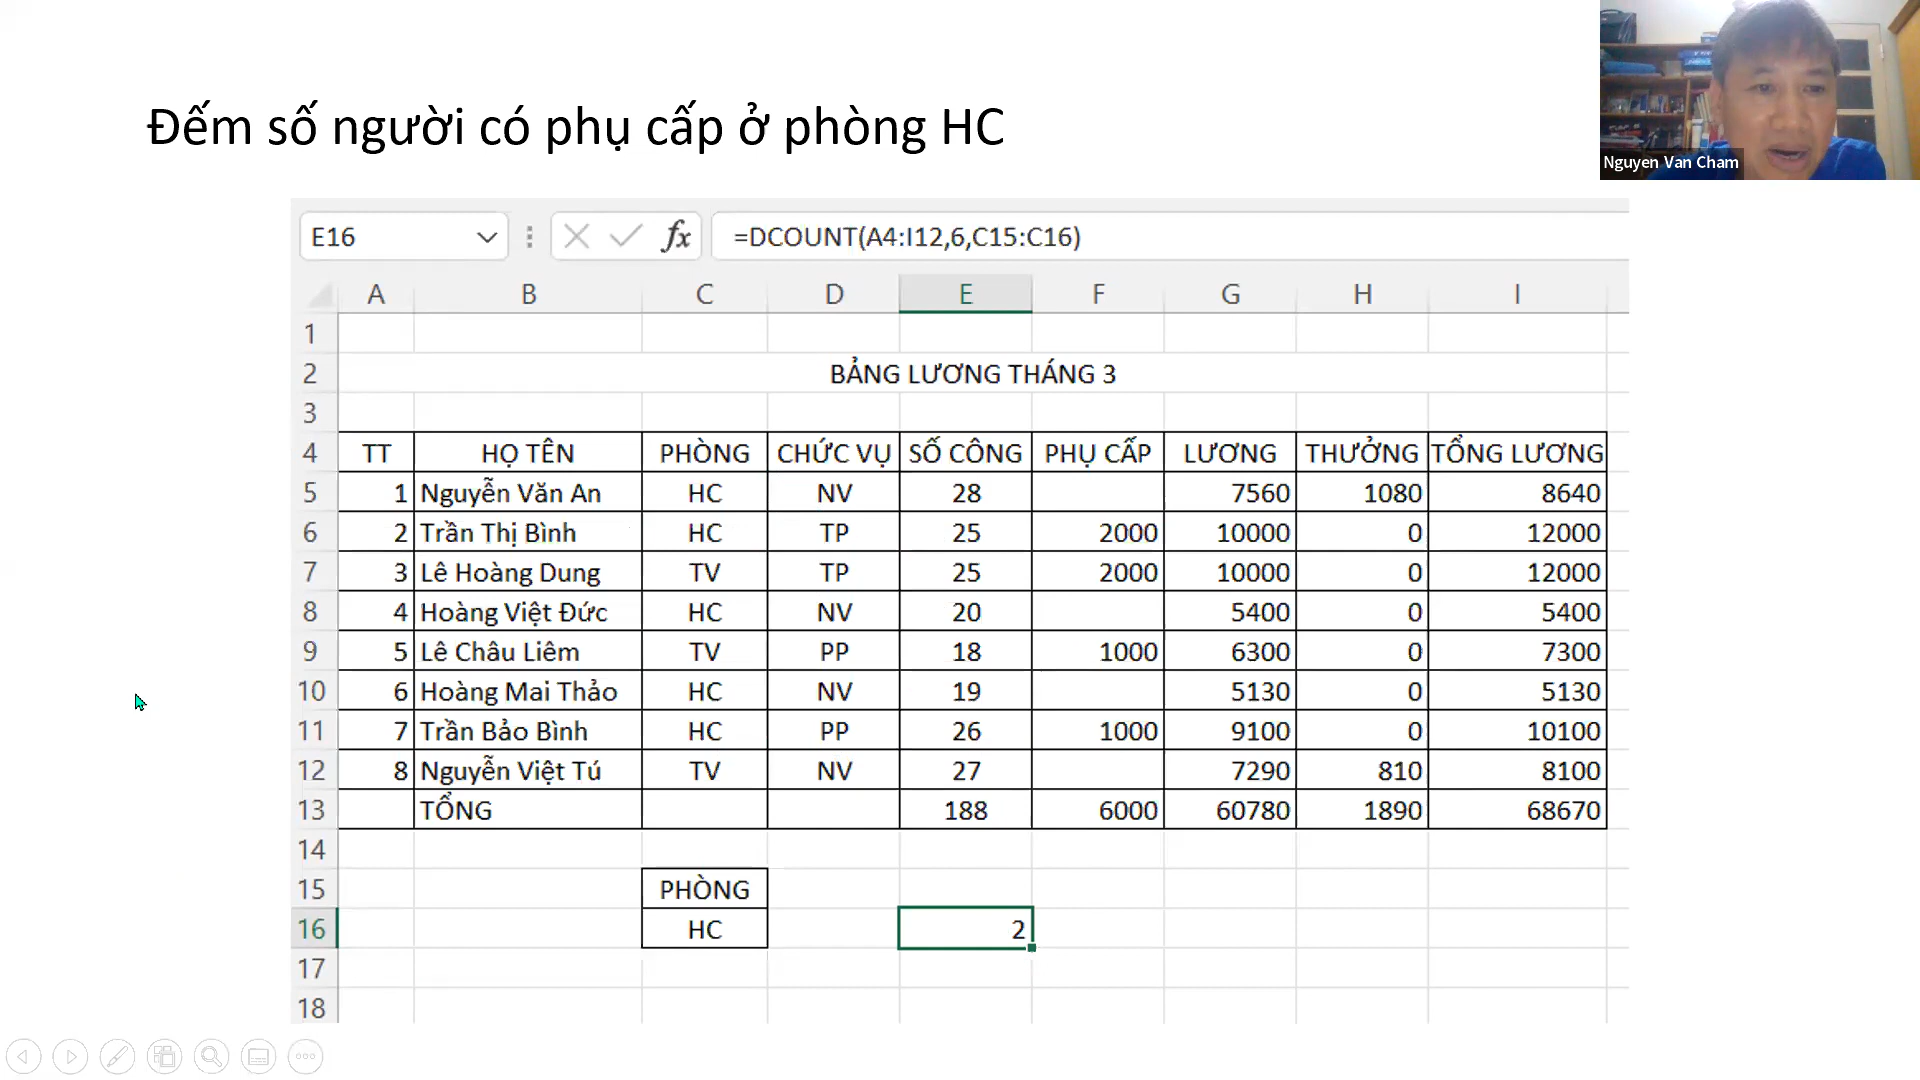 Đếm số người có phụ cấp ở phòng HC
Nguyen Van Cham
E16 fx =DCOUNT(A4:I12,6,C15:C16)
A B C D E F G H I
1
2 BẢNG LƯƠNG THÁNG 3
3
4 TT HỌ TÊN PHÒNG CHỨC VỤ SỐ CÔNG PHỤ CẤP LƯƠNG THƯỞNG TỔNG LƯƠNG
5 1 Nguyễn Văn An HC NV 28 7560 1080 8640
6 2 Trần Thị Bình HC TP 25 2000 10000 0 12000
7 3 Lê Hoàng Dung TV TP 25 2000 10000 0 12000
8 4 Hoàng Việt Đức HC NV 20 5400 0 5400
9 5 Lê Châu Liêm TV PP 18 1000 6300 0 7300
10 6 Hoàng Mai Thảo HC NV 19 5130 0 5130
11 7 Trần Bảo Bình HC PP 26 1000 9100 0 10100
12 8 Nguyễn Việt Tú TV NV 27 7290 810 8100
13 TỔNG 188 6000 60780 1890 68670
14
15 PHÒNG
16 HC 2
17
18